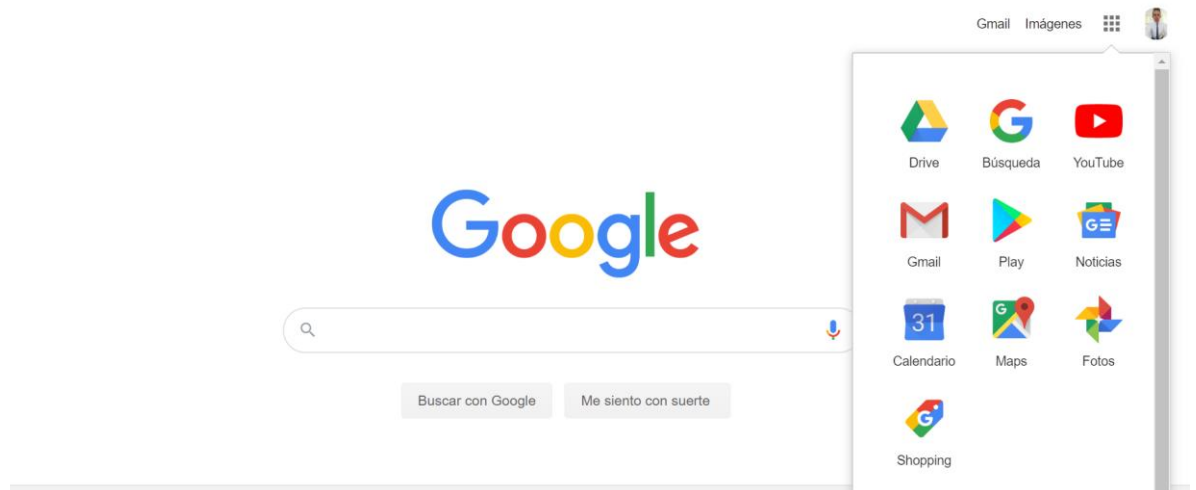 Gmail Imágenes
Google
Drive Búsqueda YouTube
G
Gmail Play Noticias
31
G
Calendario Maps Fotos
Buscar con Google Me siento con suerte
G
Shopping